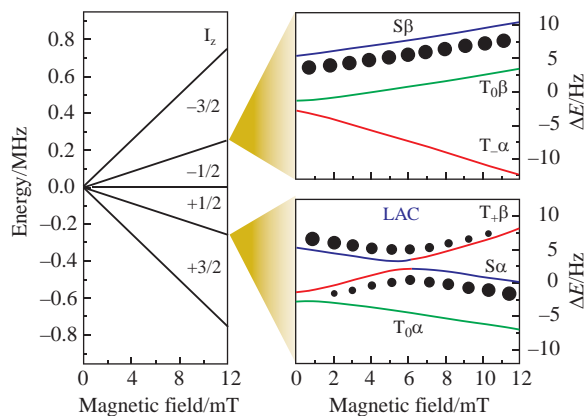 Energy/MHz
0.8
0.6
0.4
0.2
0.0
−0.2
−0.4
−0.6
−0.8
I_z
−3/2
−1/2
+1/2
+3/2
0 4 8 12
Magnetic field/mT
Sβ
T₀β
T₋α
10
5
0
−5
−10
ΔE/Hz
LAC
T₊β
Sα
T₀α
10
5
0
−5
−10
ΔE/Hz
0 2 4 6 8 10 12
Magnetic field/mT